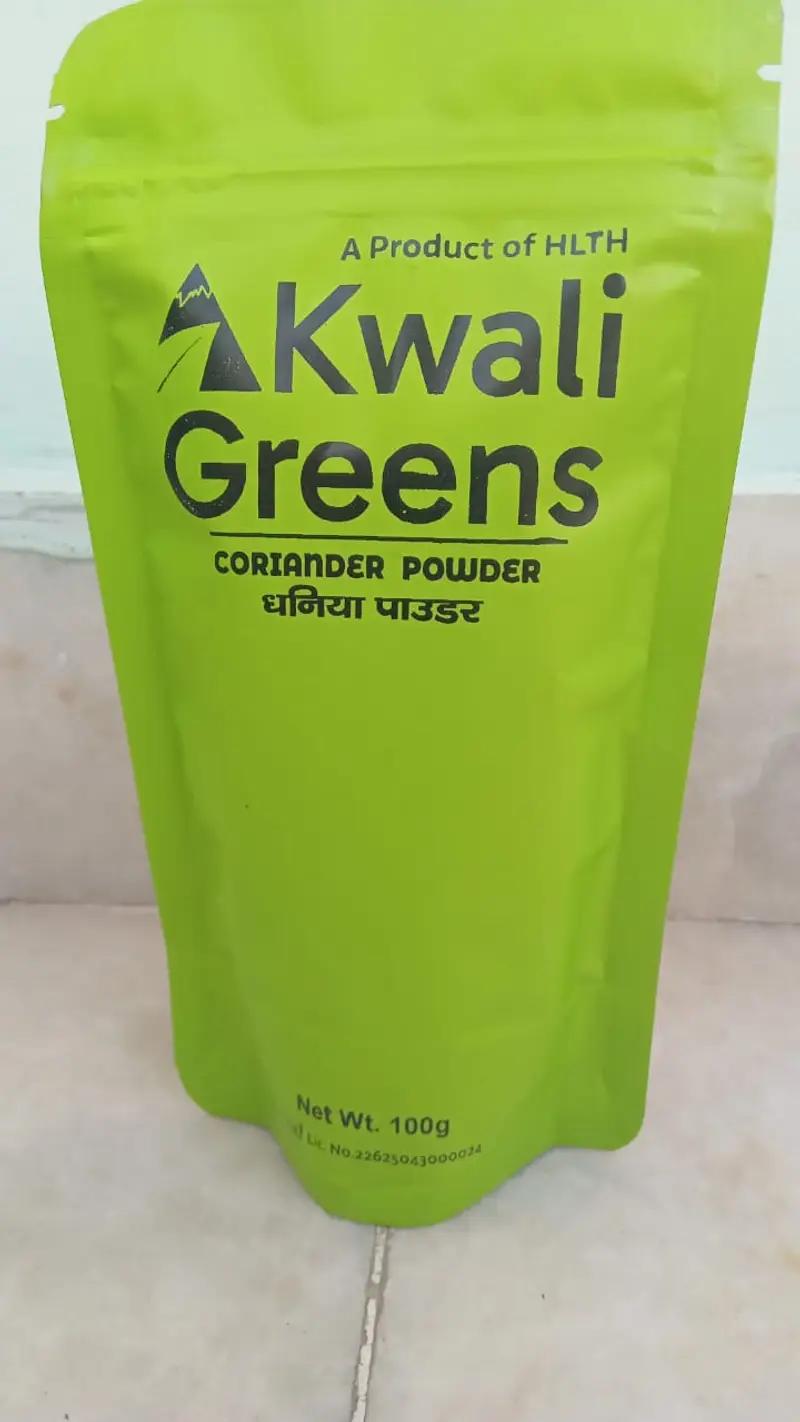 A Product of HLTH
Kwali
Greens
CORIANDER POWDER
धनिया पाउडर
Net Wt. 100g
Lic. No.22625043000024